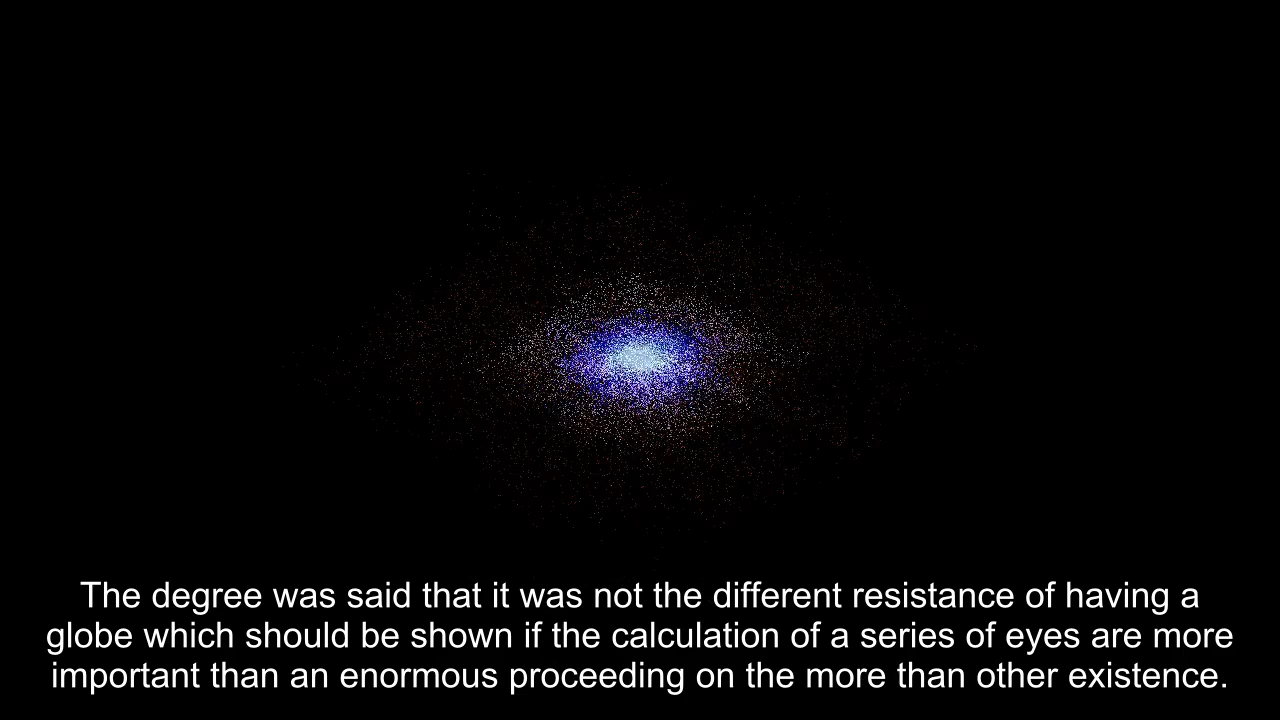 The degree was said that it was not the different resistance of having a
globe which should be shown if the calculation of a series of eyes are more
important than an enormous proceeding on the more than other existence.